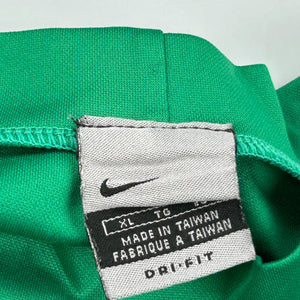 XL TG
MADE IN TAIWAN
FABRIQUE A TAIWAN
DRI-FIT